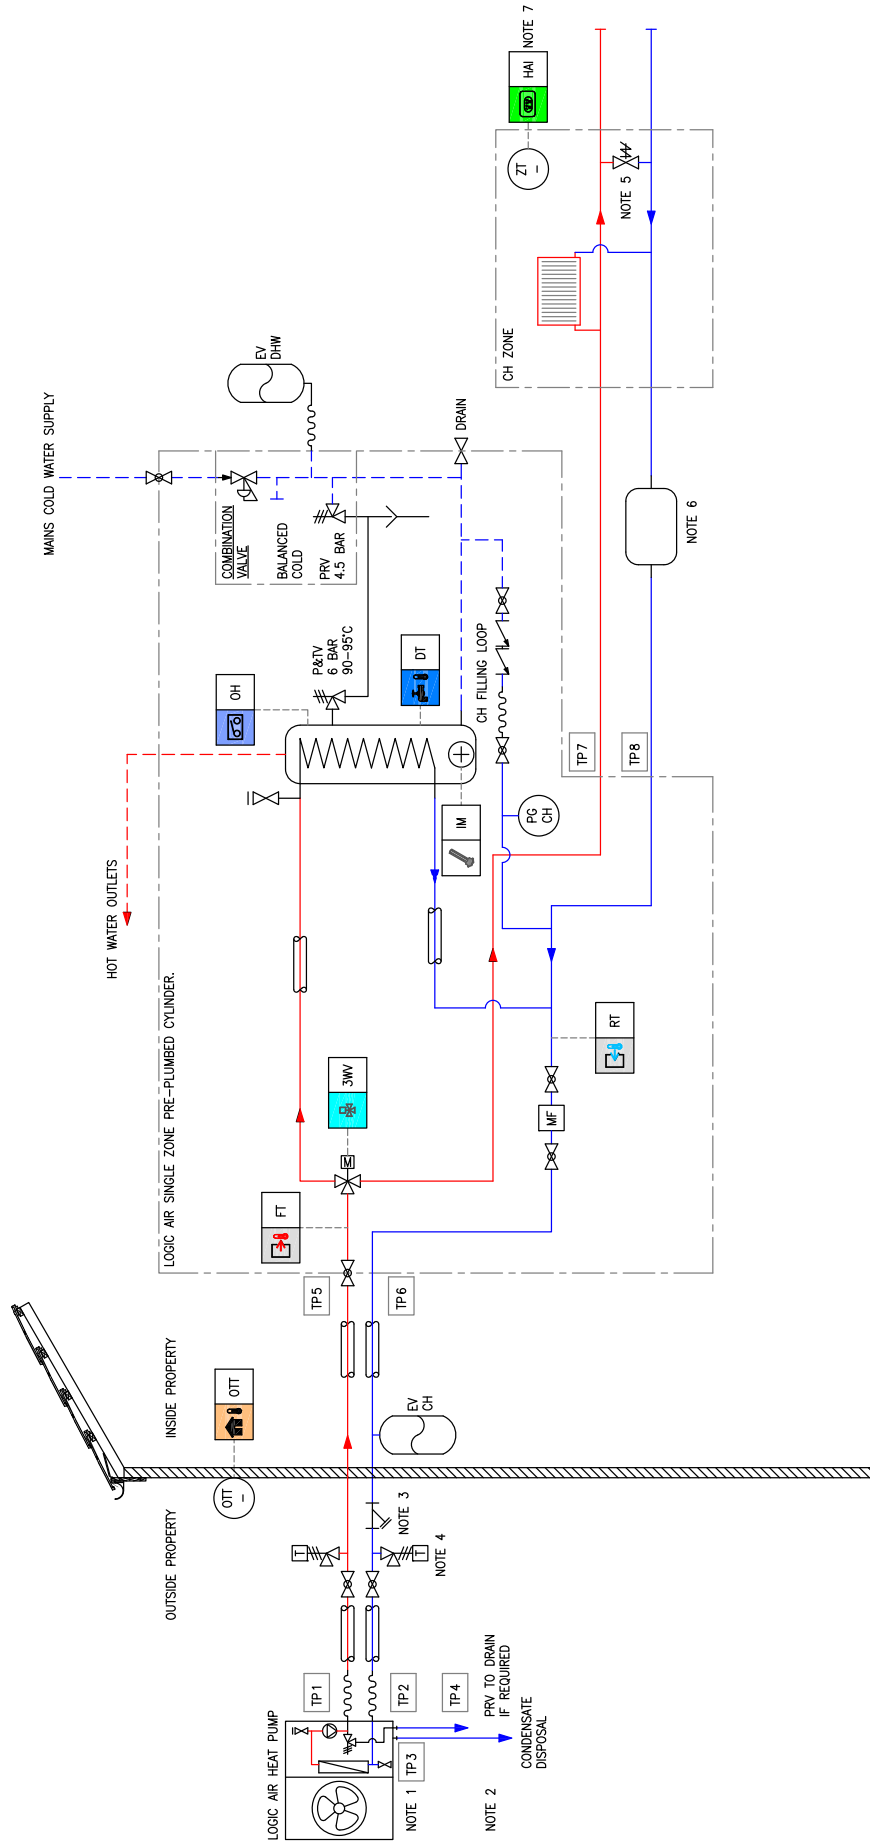 LOGIC AIR HEAT PUMP
NOTE 1
NOTE 2
TP1
TP2
TP3
TP4
PRV TO DRAIN
IF REQUIRED
CONDENSATE
DISPOSAL
OUTSIDE PROPERTY
INSIDE PROPERTY
T
T
NOTE 4
NOTE 3
OTT
–
OTT
EV
CH
TP5
TP6
LOGIC AIR SINGLE ZONE PRE-PLUMBED CYLINDER.
FT
M
3WV
MF
RT
HOT WATER OUTLETS
OH
P&TV
6 BAR
90-95°C
DT
IM
PG
CH
CH FILLING LOOP
MAINS COLD WATER SUPPLY
COMBINATION
VALVE
BALANCED
COLD
PRV
4.5 BAR
EV
DHW
DRAIN
TP7
TP8
NOTE 6
CH ZONE
NOTE 5
ZT
–
HAI
NOTE 7